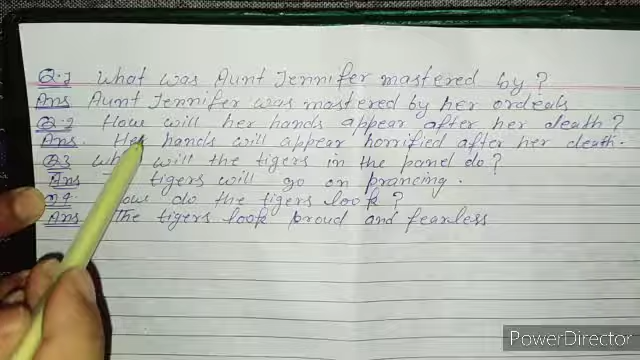 Q.1 What was Aunt Jennifer mastered by?
Ans Aunt Jennifer was mastered by her ordeals
Q.2 How will her hands appear after her death?
Ans. Her hands will appear horrified after her death.
Q3 will the tigers in the panel do?
Ans tigers will go on prancing.
Q4. do the tigers look?
Ans The tigers look proud and fearless
PowerDirector